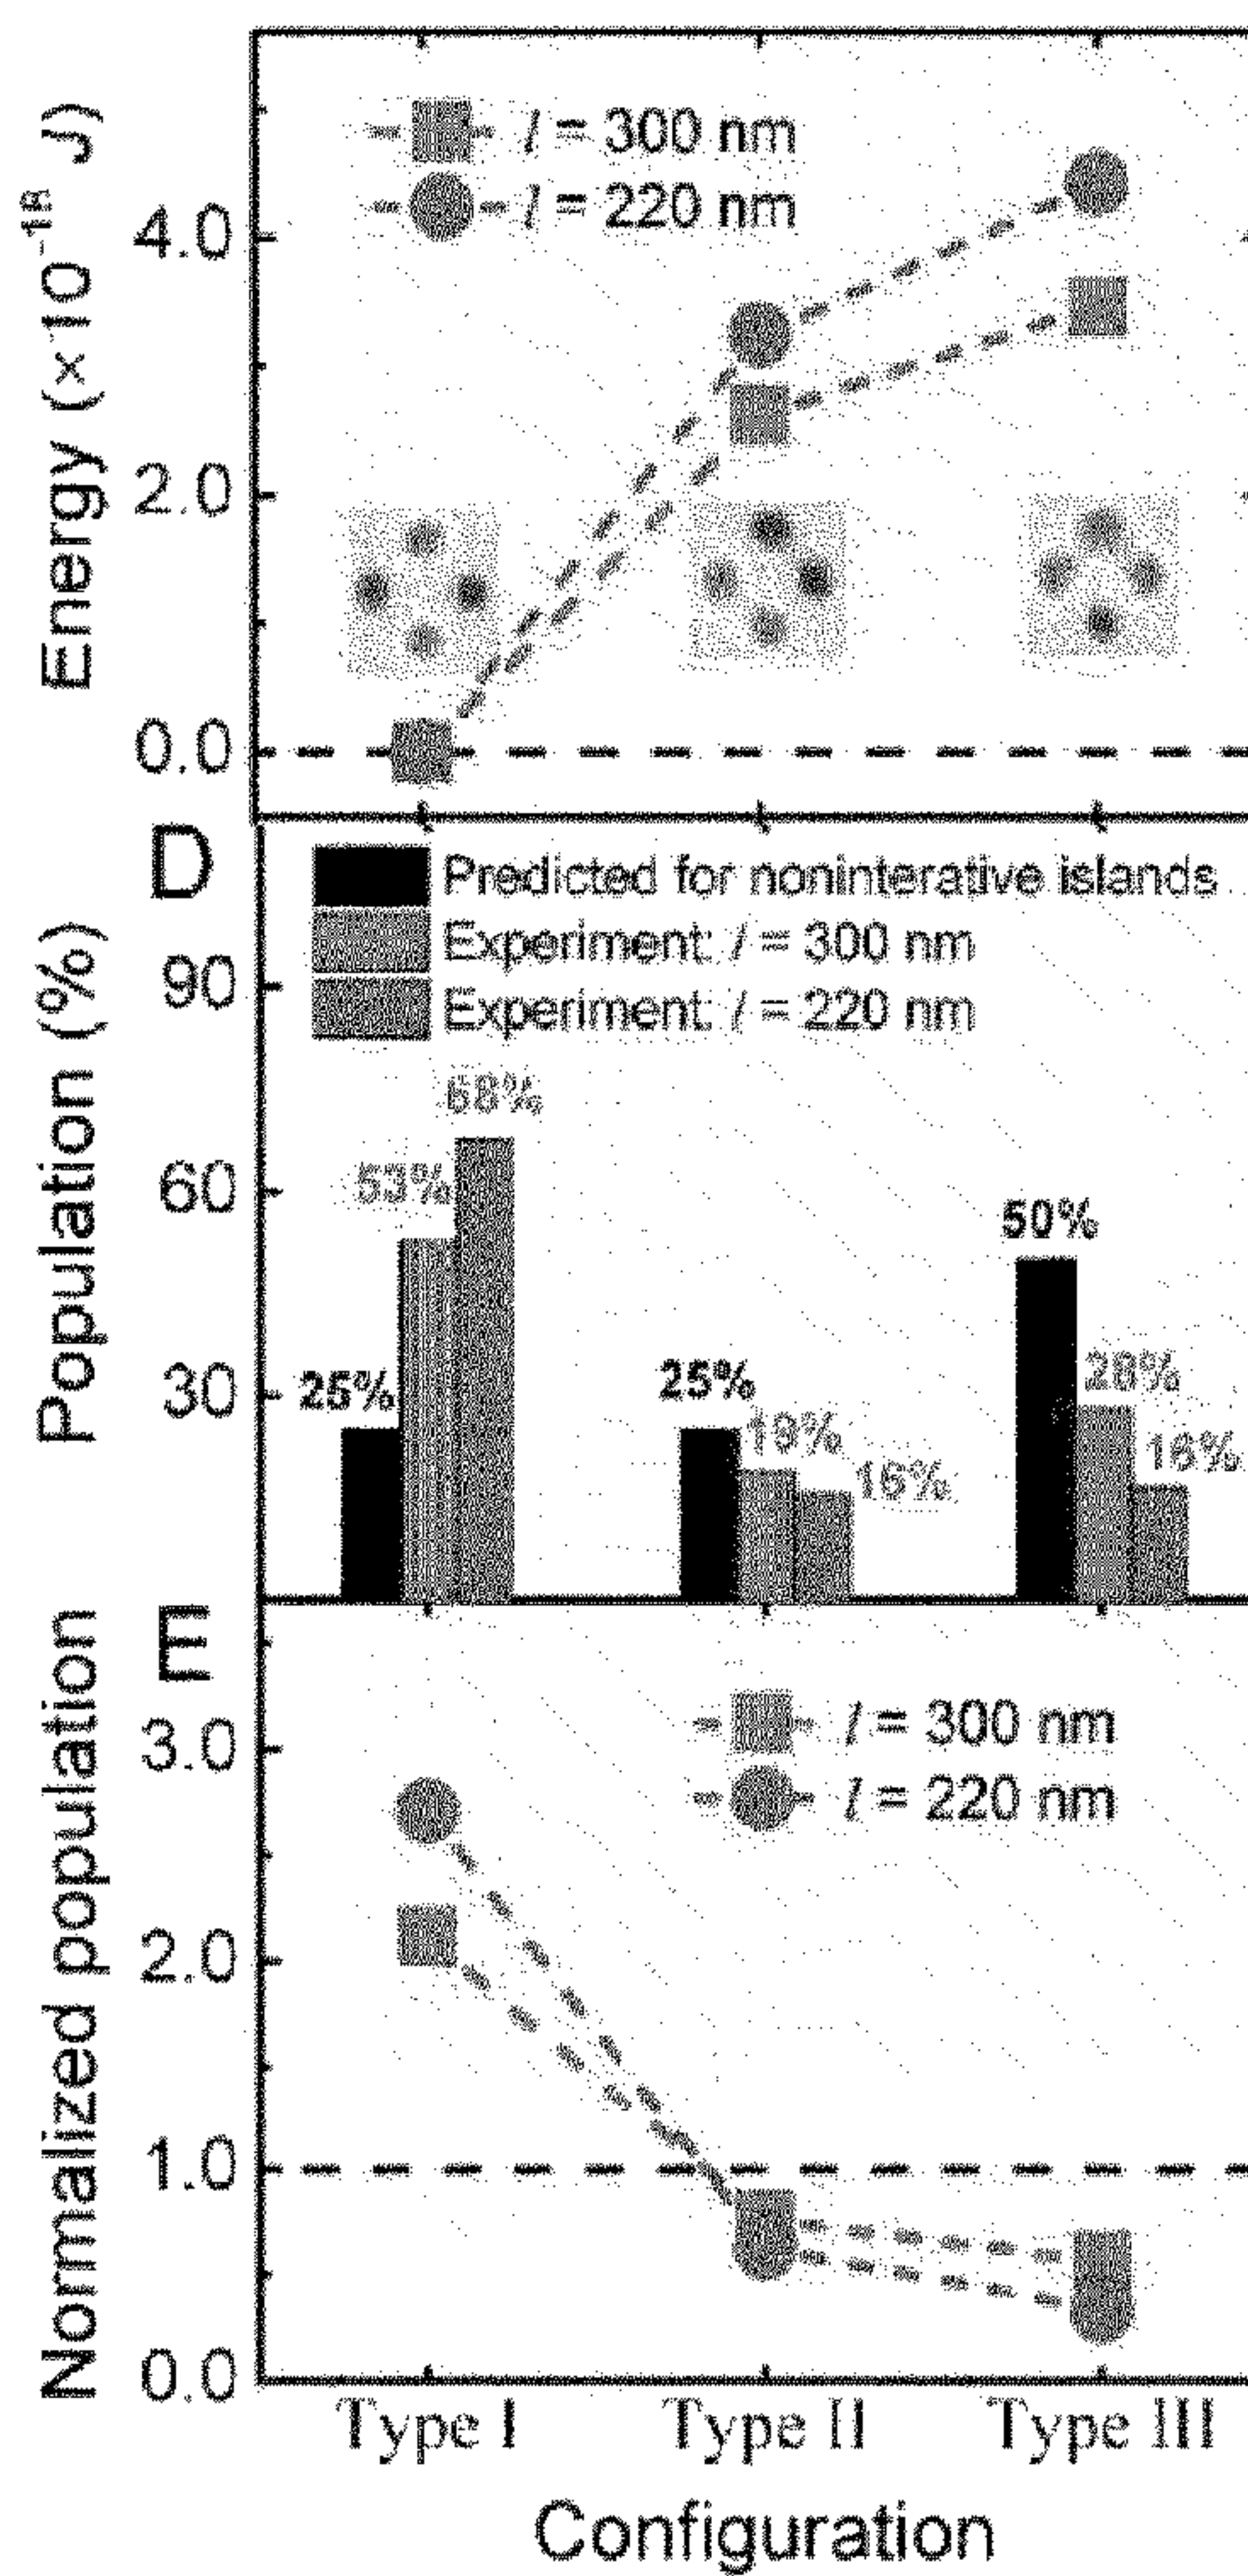 Energy (×10⁻¹⁸ J)
4.0
2.0
0.0
l = 300 nm
l = 220 nm
D
Population (%)
90
60
30
Predicted for noninterative islands
Experiment: l = 300 nm
Experiment: l = 220 nm
25%
53%
68%
25%
19%
16%
50%
28%
16%
E
Normalized population
3.0
2.0
1.0
0.0
l = 300 nm
l = 220 nm
Type I
Type II
Type III
Configuration